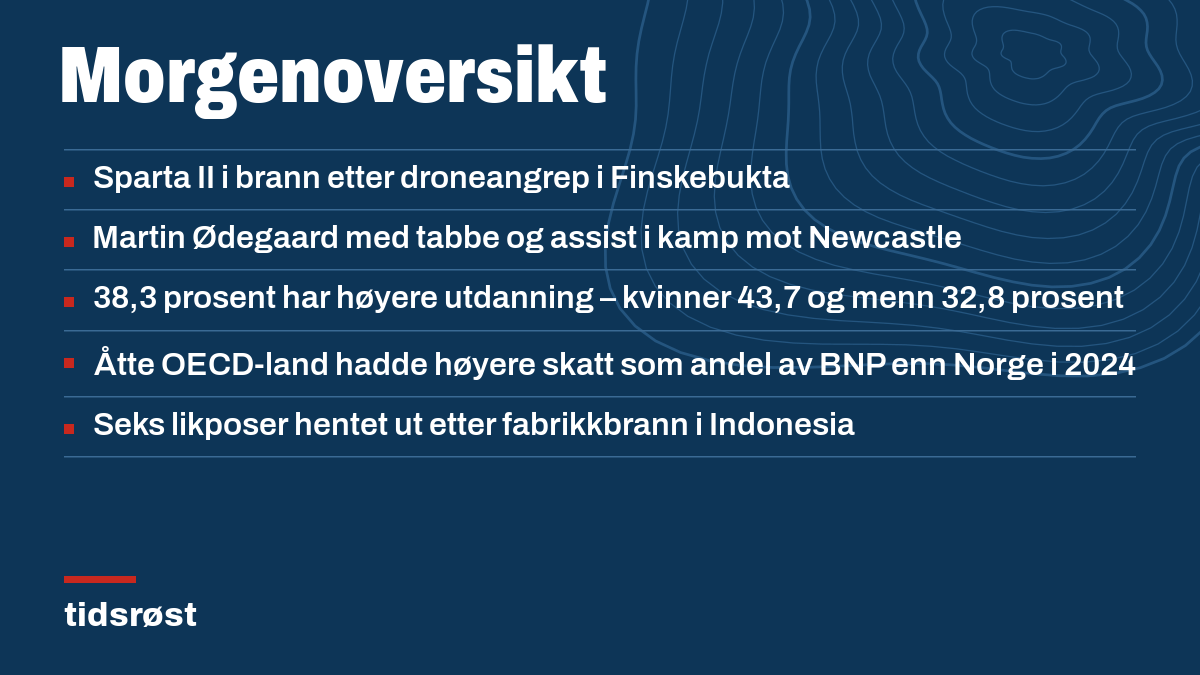 Morgenoversikt
Sparta II i brann etter droneangrep i Finskebukta
Martin Ødegaard med tabbe og assist i kamp mot Newcastle
38,3 prosent har høyere utdanning – kvinner 43,7 og menn 32,8 prosent
Åtte OECD-land hadde høyere skatt som andel av BNP enn Norge i 2024
Seks likposer hentet ut etter fabrikkbrann i Indonesia
tidsrøst